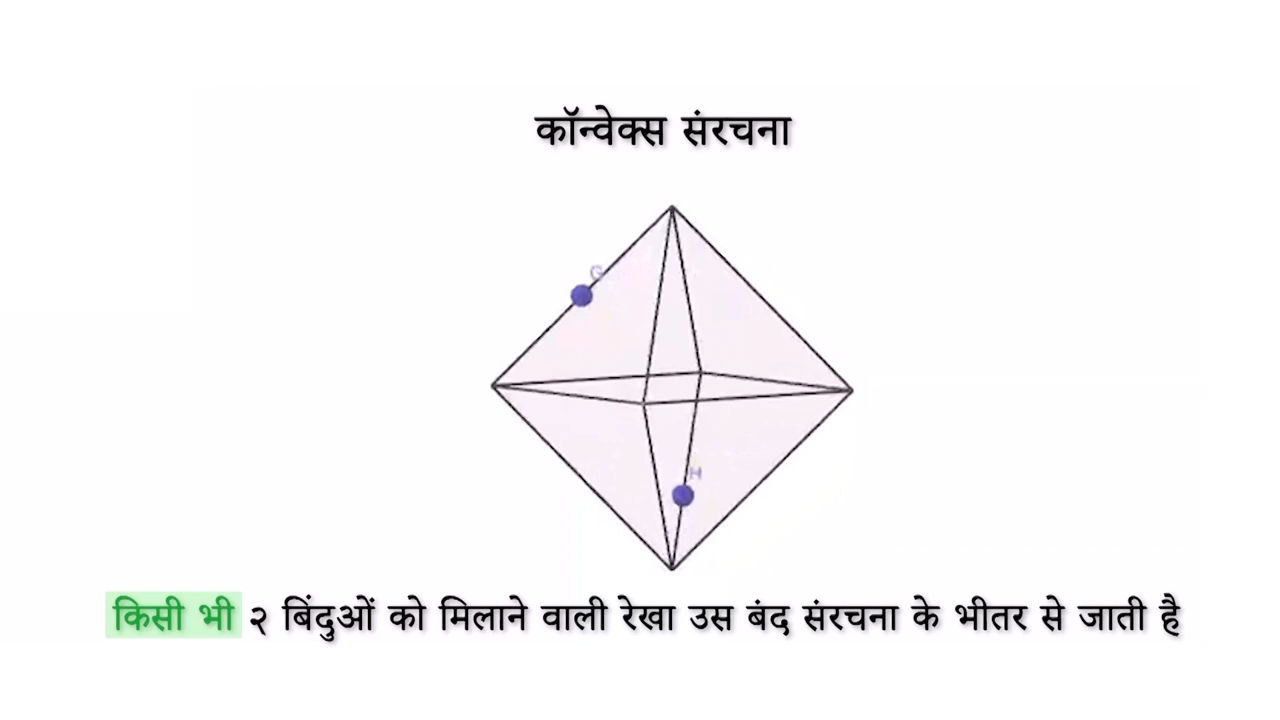 कॉन्वेक्स संरचना
G
H
किसी भी २ बिंदुओं को मिलाने वाली रेखा उस बंद संरचना के भीतर से जाती है